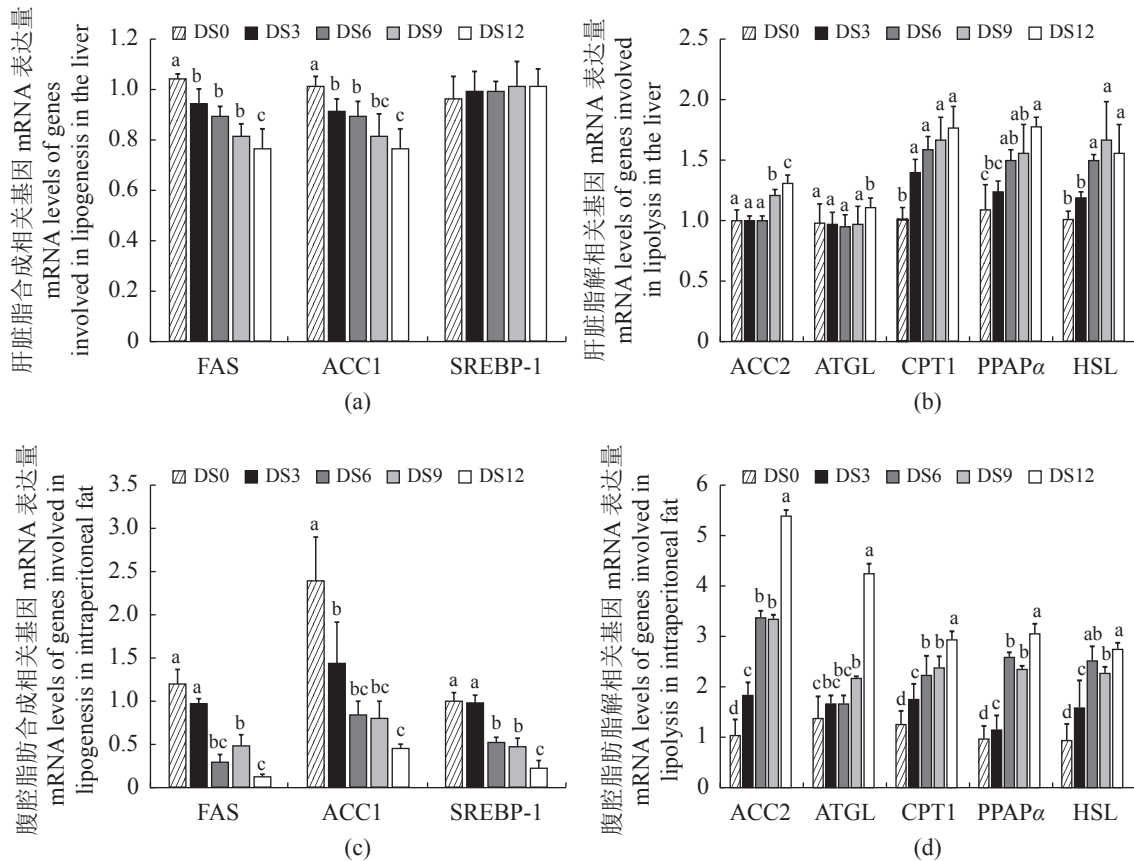 DS0 DS3 DS6 DS9 DS12
肝脏脂合成相关基因 mRNA 表达量
mRNA levels of genes
involved in lipogenesis in the liver
1.2
1.0
0.8
0.6
0.4
0.2
0
a b b b c
a b b bc c
FAS ACC1 SREBP-1
(a)
DS0 DS3 DS6 DS9 DS12
肝脏脂解相关基因 mRNA 表达量
mRNA levels of genes involved
in lipolysis in the liver
2.5
2.0
1.5
1.0
0.5
0
a a a b c
a a a a b
b a a a a
c bc ab ab a
b b a a a
ACC2 ATGL CPT1 PPAPα HSL
(b)
DS0 DS3 DS6 DS9 DS12
腹腔脂肪合成相关基因 mRNA 表达量
mRNA levels of genes involved in
lipogenesis in intraperitoneal fat
3.5
3.0
2.5
2.0
1.5
1.0
0.5
0
a a bc b c
a b bc bc c
a a b b c
FAS ACC1 SREBP-1
(c)
DS0 DS3 DS6 DS9 DS12
腹腔脂肪脂解相关基因 mRNA 表达量
mRNA levels of genes involved in
lipolysis in intraperitoneal fat
6
5
4
3
2
1
0
d c b b a
c bc bc b a
d c b b a
d c b b a
d c ab b a
ACC2 ATGL CPT1 PPAPα HSL
(d)